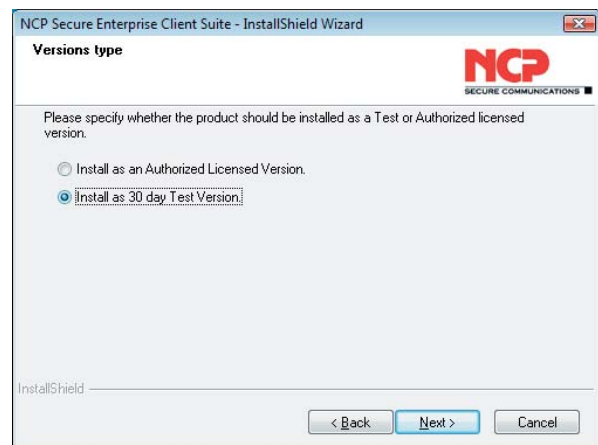 NCP Secure Enterprise Client Suite - InstallShield Wizard
Versions type
NCP
SECURE COMMUNICATIONS
Please specify whether the product should be installed as a Test or Authorized licensed
version.
Install as an Authorized Licensed Version.
Install as 30 day Test Version.
InstallShield
< Back
Next >
Cancel